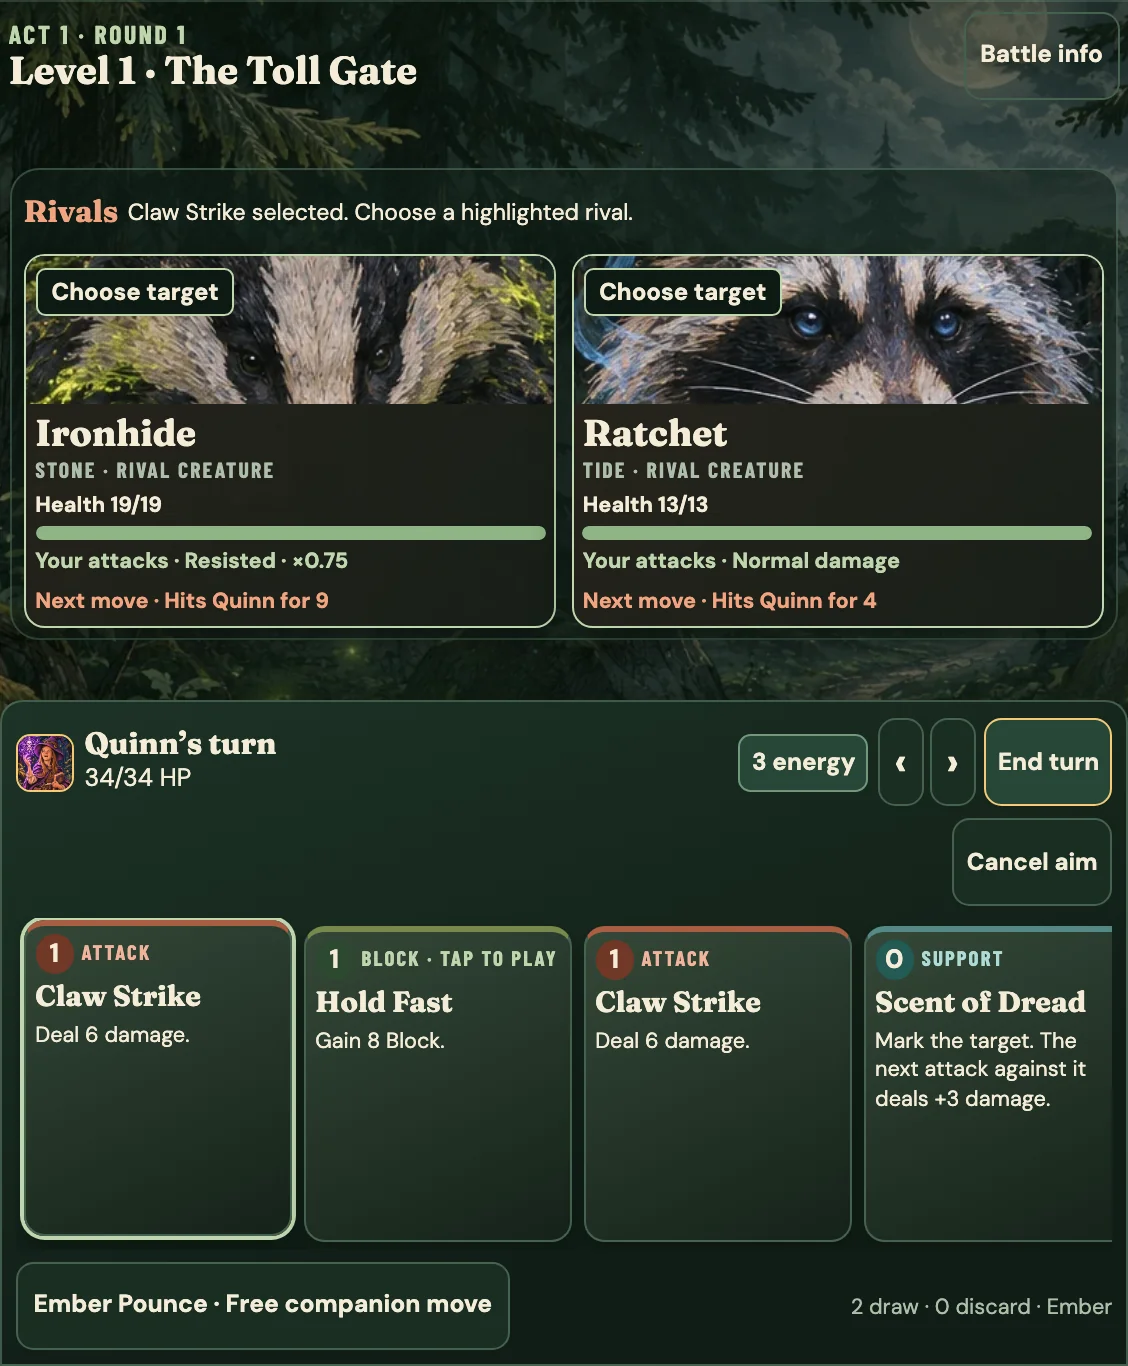 ACT 1 · ROUND 1
Level 1 • The Toll Gate
Battle info
Rivals Claw Strike selected. Choose a highlighted rival.
Choose target
Ironhide
STONE · RIVAL CREATURE
Health 19/19
Your attacks · Resisted · ×0.75
Next move · Hits Quinn for 9
Choose target
Ratchet
TIDE · RIVAL CREATURE
Health 13/13
Your attacks · Normal damage
Next move · Hits Quinn for 4
Quinn’s turn
34/34 HP
3 energy
‹
›
End turn
Cancel aim
1 ATTACK
Claw Strike
Deal 6 damage.
1 BLOCK · TAP TO PLAY
Hold Fast
Gain 8 Block.
1 ATTACK
Claw Strike
Deal 6 damage.
0 SUPPORT
Scent of Dread
Mark the target. The
next attack against it
deals +3 damage.
Ember Pounce · Free companion move
2 draw · 0 discard · Ember